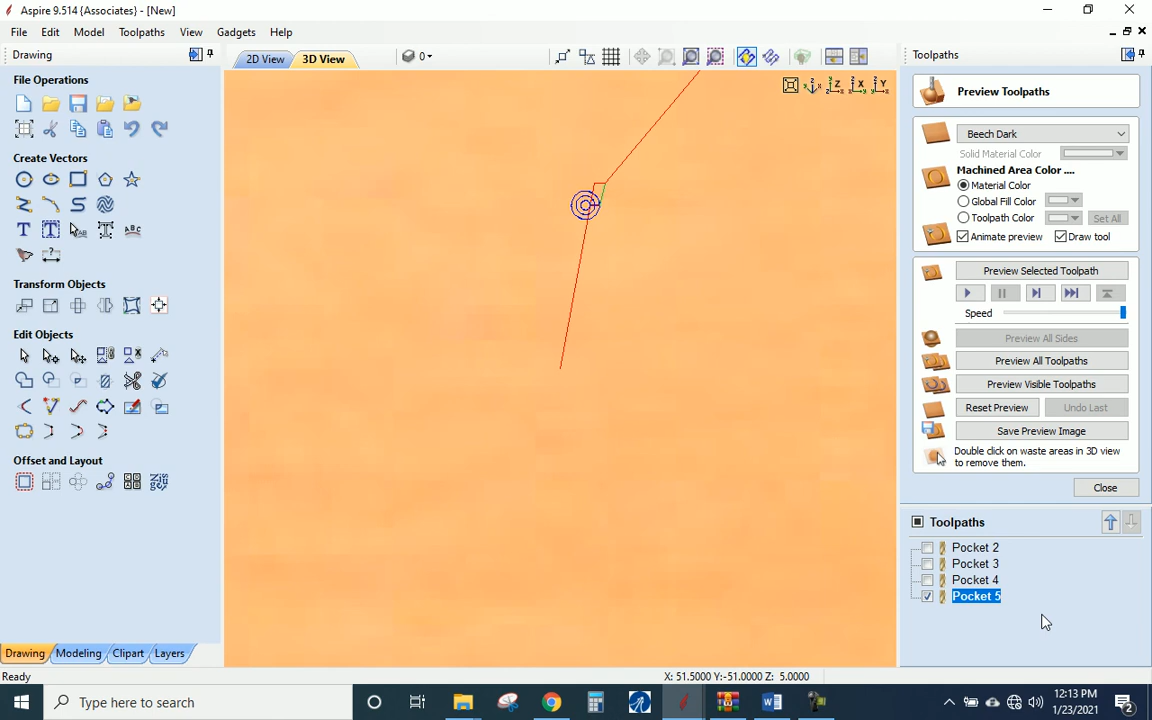 Aspire 9.514 {Associates} - [New]
File Edit Model Toolpaths View Gadgets Help
Drawing
File Operations
Create Vectors
Transform Objects
Edit Objects
Offset and Layout
Drawing Modeling Clipart Layers
2D View 3D View
0
Toolpaths
Preview Toolpaths
Beech Dark
Solid Material Color
Machined Area Color ....
Material Color
Global Fill Color
Toolpath Color Set All
Animate preview Draw tool
Preview Selected Toolpath
Speed
Preview All Sides
Preview All Toolpaths
Preview Visible Toolpaths
Reset Preview Undo Last
Save Preview Image
Double click on waste areas in 3D view
to remove them.
Close
Toolpaths
Pocket 2
Pocket 3
Pocket 4
Pocket 5
Ready
X: 51.5000 Y:-51.0000 Z: 5.0000
Type here to search
12:13 PM
1/23/2021
2